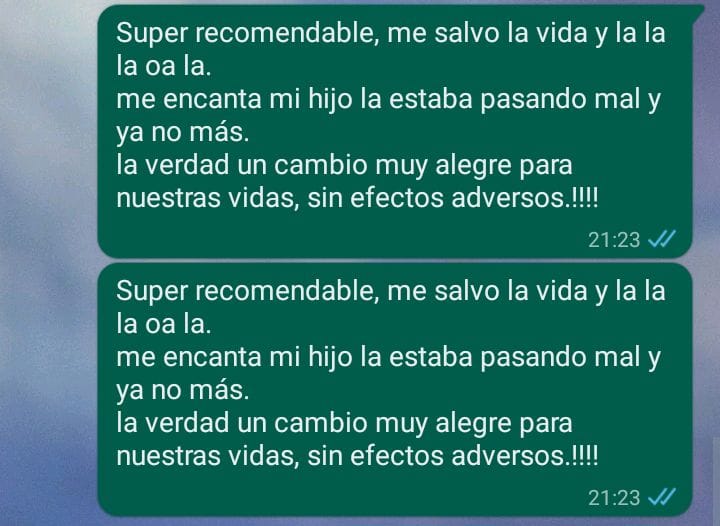 Super recomendable, me salvo la vida y la la
la oa la.
me encanta mi hijo la estaba pasando mal y
ya no más.
la verdad un cambio muy alegre para
nuestras vidas, sin efectos adversos.!!!!
21:23
Super recomendable, me salvo la vida y la la
la oa la.
me encanta mi hijo la estaba pasando mal y
ya no más.
la verdad un cambio muy alegre para
nuestras vidas, sin efectos adversos.!!!!
21:23